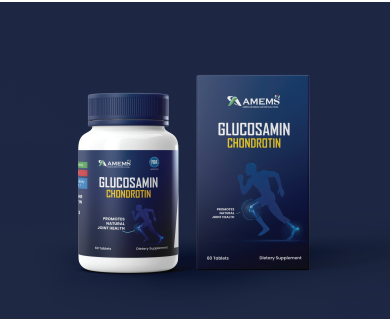 AMEMS
GLUCOSAMIN
CHONDROTIN
PROMOTES
NATURAL
JOINT HEALTH
60 Tablets
Dietary Supplement
AMEMS
GLUCOSAMIN
CHONDROTIN
PROMOTES
NATURAL
JOINT HEALTH
60 Tablets
Dietary Supplement